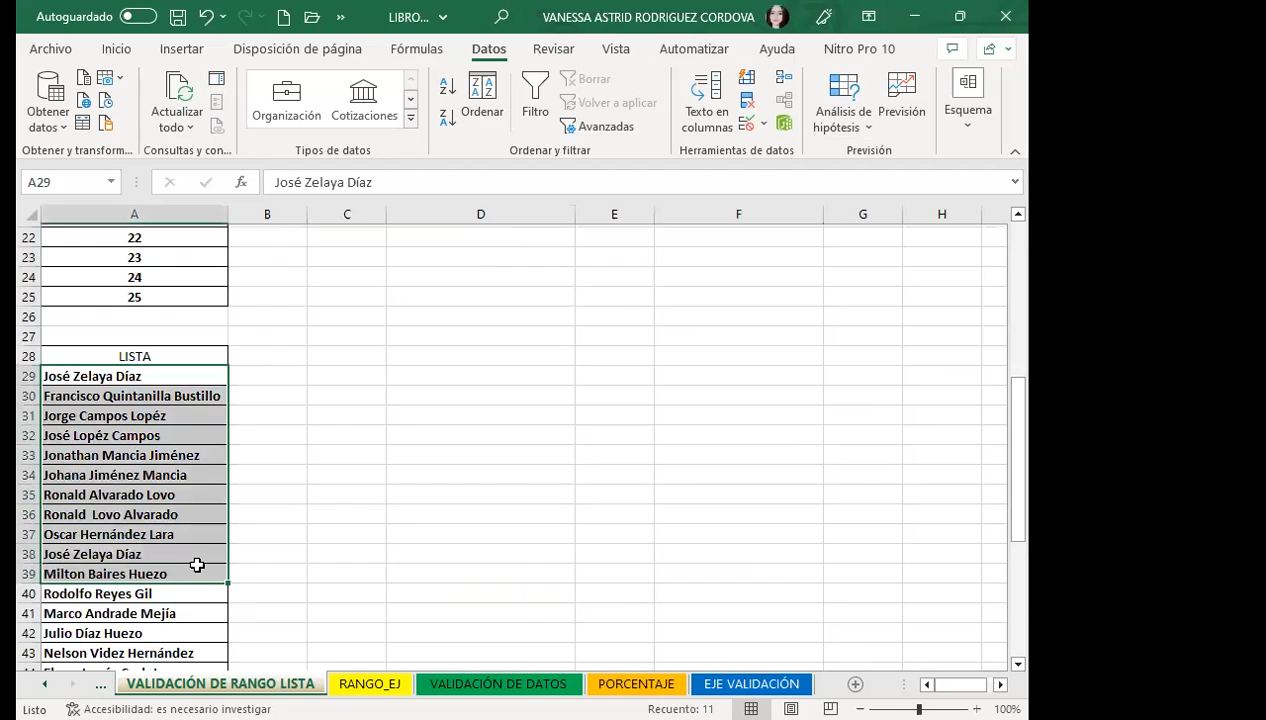 Autoguardado LIBRO... VANESSA ASTRID RODRIGUEZ CORDOVA
Archivo Inicio Insertar Disposición de página Fórmulas Datos Revisar Vista Automatizar Ayuda Nitro Pro 10
Obtener datos
Actualizar todo
Organización Cotizaciones
Ordenar
Filtro
Borrar
Volver a aplicar
Avanzadas
Texto en columnas
Análisis de hipótesis
Previsión
Esquema
Obtener y transform... Consultas y con... Tipos de datos Ordenar y filtrar Herramientas de datos Previsión
A29 fx José Zelaya Díaz
A B C D E F G H
22 22
23 23
24 24
25 25
26
27
28 LISTA
29 José Zelaya Díaz
30 Francisco Quintanilla Bustillo
31 Jorge Campos Lopéz
32 José Lopéz Campos
33 Jonathan Mancia Jiménez
34 Johana Jiménez Mancia
35 Ronald Alvarado Lovo
36 Ronald  Lovo Alvarado
37 Oscar Hernández Lara
38 José Zelaya Díaz
39 Milton Baires Huezo
40 Rodolfo Reyes Gil
41 Marco Andrade Mejía
42 Julio Díaz Huezo
43 Nelson Videz Hernández
... VALIDACIÓN DE RANGO LISTA RANGO_EJ VALIDACIÓN DE DATOS PORCENTAJE EJE VALIDACIÓN
Listo Accesibilidad: es necesario investigar Recuento: 11 100%